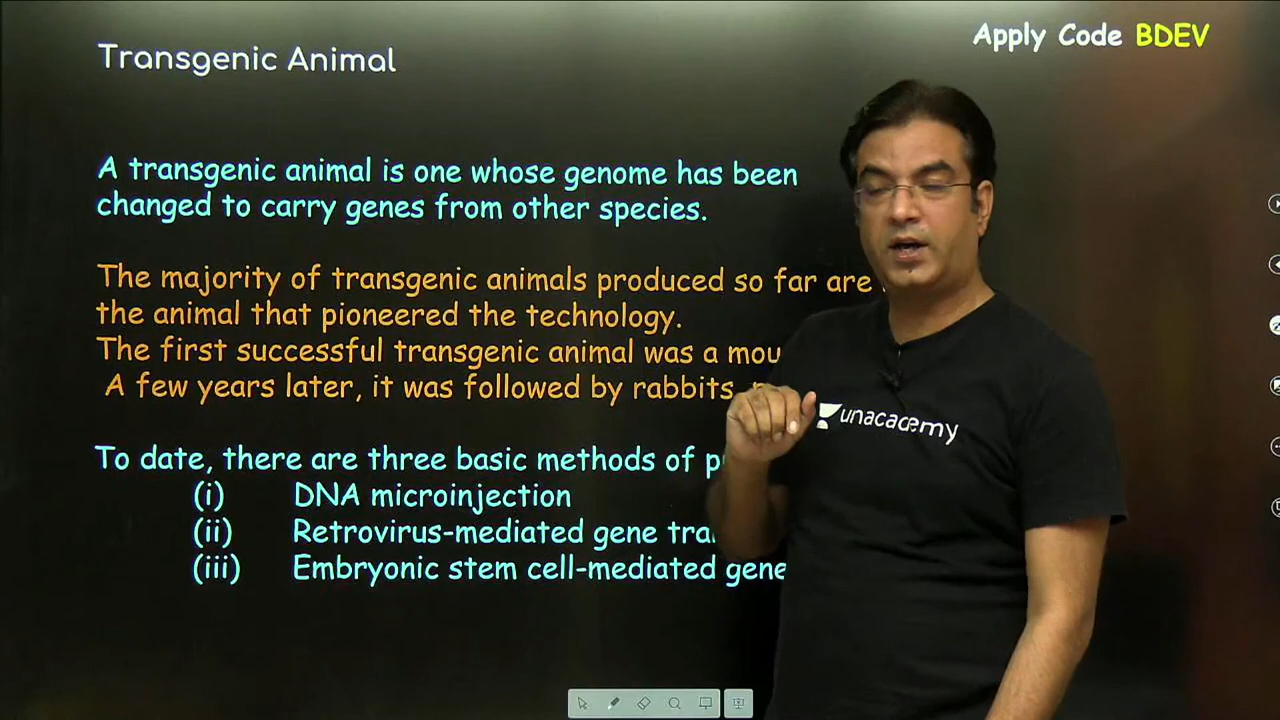 Transgenic Animal
Apply Code BDEV
A transgenic animal is one whose genome has been
changed to carry genes from other species.
The majority of transgenic animals produced so far are
the animal that pioneered the technology.
The first successful transgenic animal was a
A few years later, it was followed by rabbits,
To date, there are three basic methods of
(i) DNA microinjection
(ii) Retrovirus-mediated gene
(iii) Embryonic stem cell-mediated gene
unacademy